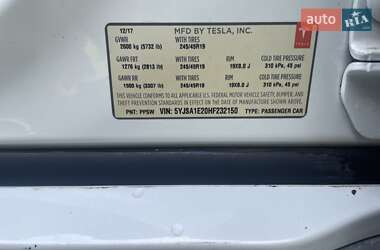 RIA.com
12/17 MFD BY TESLA, INC.
GVWR WITH TIRES
2600 kg (5732 lb) 245/45R19
GAWR FRT WITH TIRES RIM COLD TIRE PRESSURE
1276 kg (2813 lb) 245/45R19 19X8.0 J 310 kPa, 45 psi
GAWR RR WITH TIRES RIM COLD TIRE PRESSURE
1500 kg (3307 lb) 245/45R19 19X8.0 J 310 kPa, 45 psi
THIS VEHICLE CONFORMS TO ALL APPLICABLE U.S. FEDERAL MOTOR VEHICLE SAFETY, BUMPER, AND
THEFT PREVENTION STANDARDS IN EFFECT ON THE DATE OF MANUFACTURE SHOWN ABOVE.
PNT: PPSW VIN: 5YJSA1E20HF232150 TYPE: PASSENGER CAR
TESLA